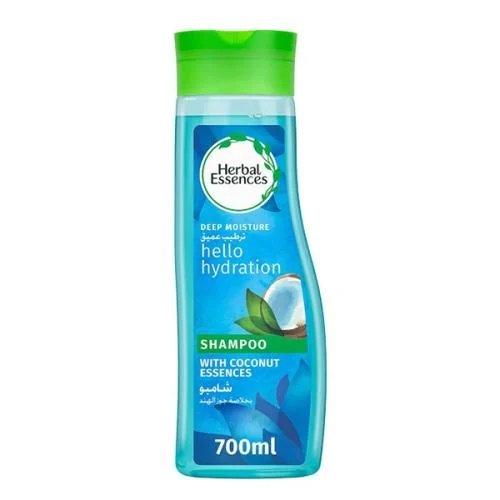 Herbal
Essences
DEEP MOISTURE
ترطيب عميق
hello
hydration
SHAMPOO
WITH COCONUT
ESSENCES
شامبو
بخلاصة جوز الهند
700ml